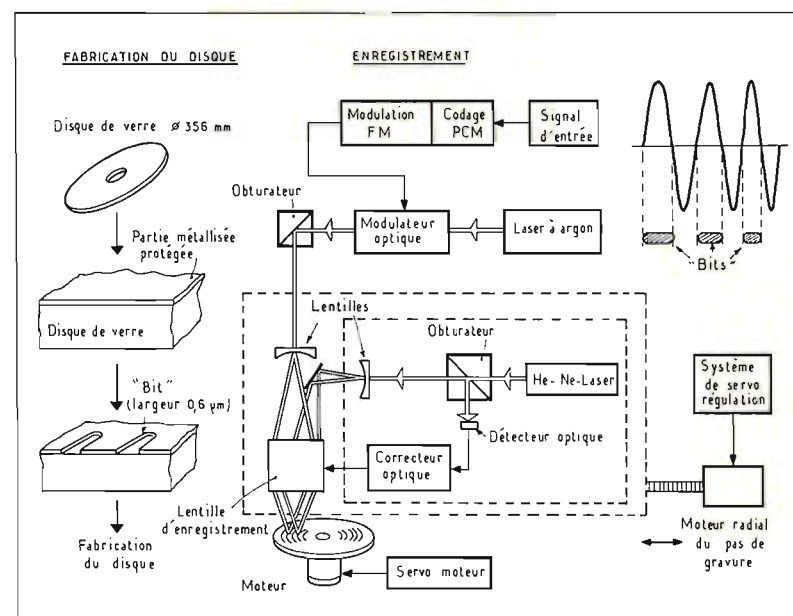 FABRICATION DU DISQUE
ENREGISTREMENT
Disque de verre ø 356 mm
Partie métallisée
protégée
Disque de verre
"Bit"
(largeur 0,6 µm)
Fabrication
du disque
Modulation
FM
Codage
PCM
Signal
d'entrée
Obturateur
Modulateur
optique
Laser à argon
"Bits"
Lentilles
Obturateur
He-Ne-Laser
Détecteur optique
Correcteur
optique
Lentille
d'enregistrement
Moteur
Servo moteur
Système
de servo
régulation
Moteur radial
du pas de
gravure